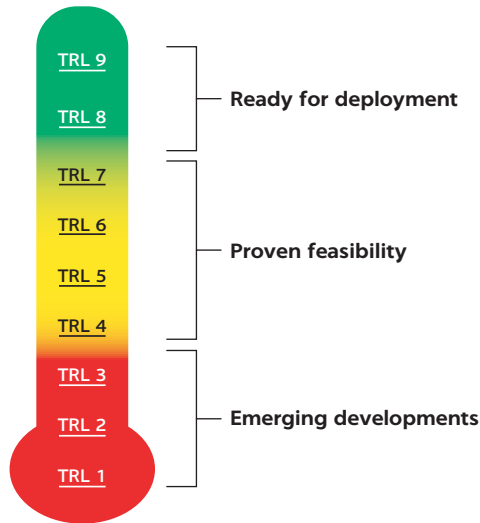 TRL 9
Ready for deployment
TRL 8
TRL 7
TRL 6
Proven feasibility
TRL 5
TRL 4
TRL 3
Emerging developments
TRL 2
TRL 1